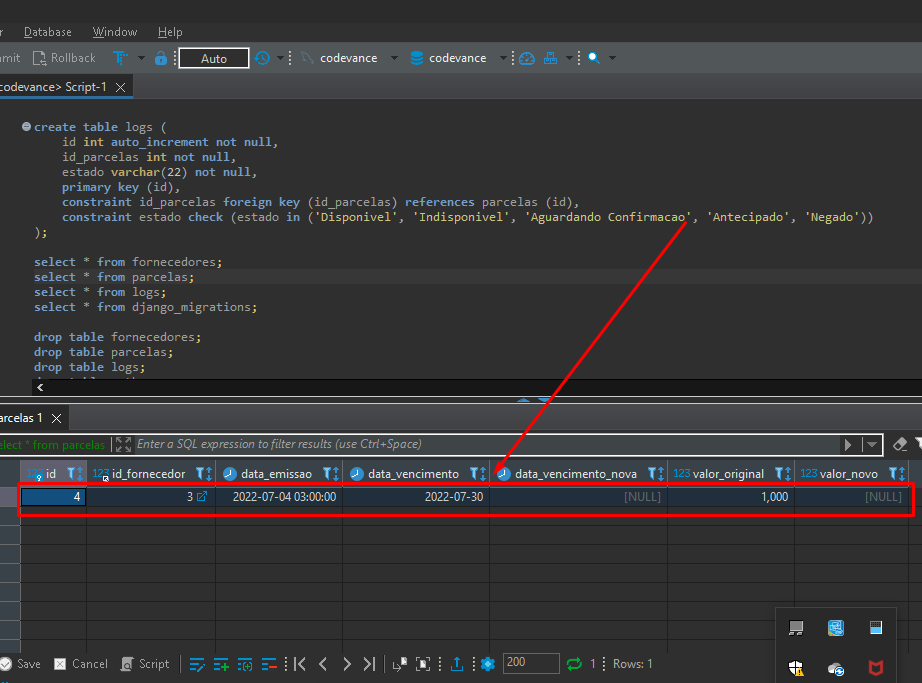 r Database Window Help
mit Rollback Auto codevance codevance
codevance> Script-1
create table logs (
id int auto_increment not null,
id_parcelas int not null,
estado varchar(22) not null,
primary key (id),
constraint id_parcelas foreign key (id_parcelas) references parcelas (id),
constraint estado check (estado in ('Disponivel', 'Indisponivel', 'Aguardando Confirmacao', 'Antecipado', 'Negado'))
);
select * from fornecedores;
select * from parcelas;
select * from logs;
select * from django_migrations;
drop table fornecedores;
drop table parcelas;
drop table logs;
arcelas 1
elect * from parcelas Enter a SQL expression to filter results (use Ctrl+Space)
123 id 123 id_fornecedor data_emissao data_vencimento data_vencimento_nova 123 valor_original 123 valor_novo
4 3 2022-07-04 03:00:00 2022-07-30 [NULL] 1,000 [NULL]
Save Cancel Script 200 1 Rows: 1